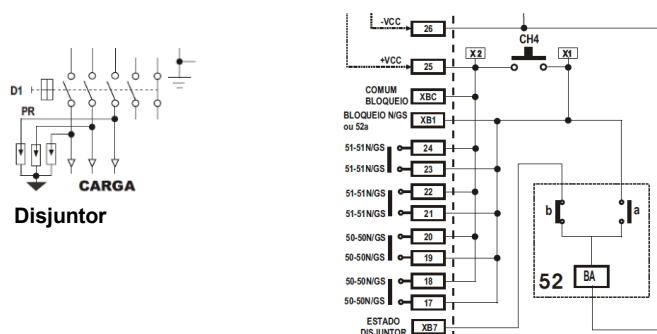 D1
PR
CARGA
Disjuntor
-VCC
26
+VCC
25
X2
CH4
X1
COMUM
BLOQUEIO
XBC
BLOQUEIO N/GS
ou 52a
XB1
51-51N/GS
24
51-51N/GS
23
51-51N/GS
22
51-51N/GS
21
50-50N/GS
20
50-50N/GS
19
50-50N/GS
18
50-50N/GS
17
ESTADO
DISJUNTOR
XB7
b
a
52
BA